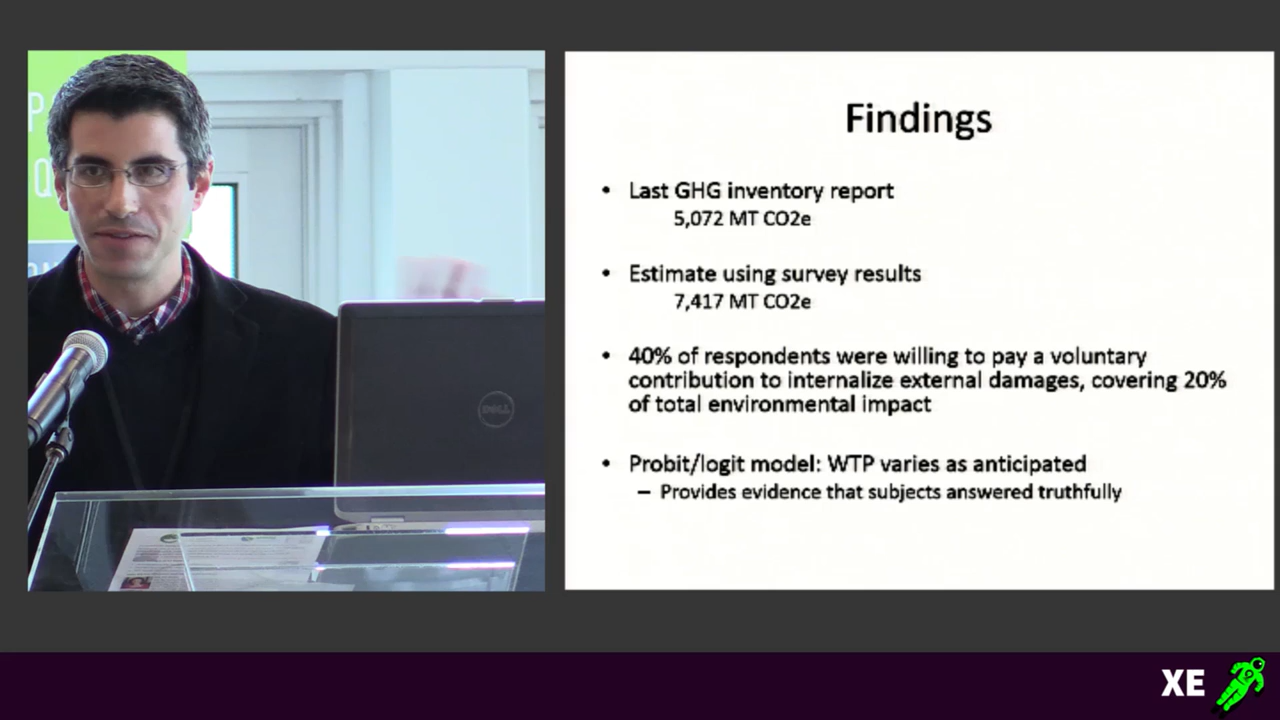 Findings
• Last GHG inventory report
5,072 MT CO2e
• Estimate using survey results
7,417 MT CO2e
• 40% of respondents were willing to pay a voluntary
contribution to internalize external damages, covering 20%
of total environmental impact
• Probit/logit model: WTP varies as anticipated
– Provides evidence that subjects answered truthfully
DELL
XE